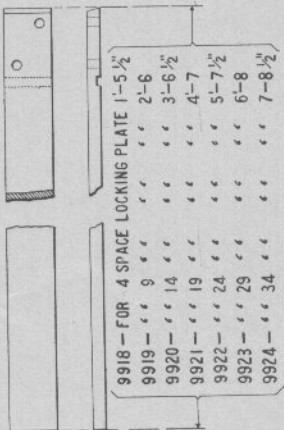 9918 — FOR 4 SPACE LOCKING PLATE 1'-5½"
9919 — " " 9 " " " 2'-6
9920 — " " 14 " " " 3'-6½"
9921 — " " 19 " " " 4'-7
9922 — " " 24 " " " 5'-7½"
9923 — " " 29 " " " 6'-8
9924 — " " 34 " " " 7-8½"